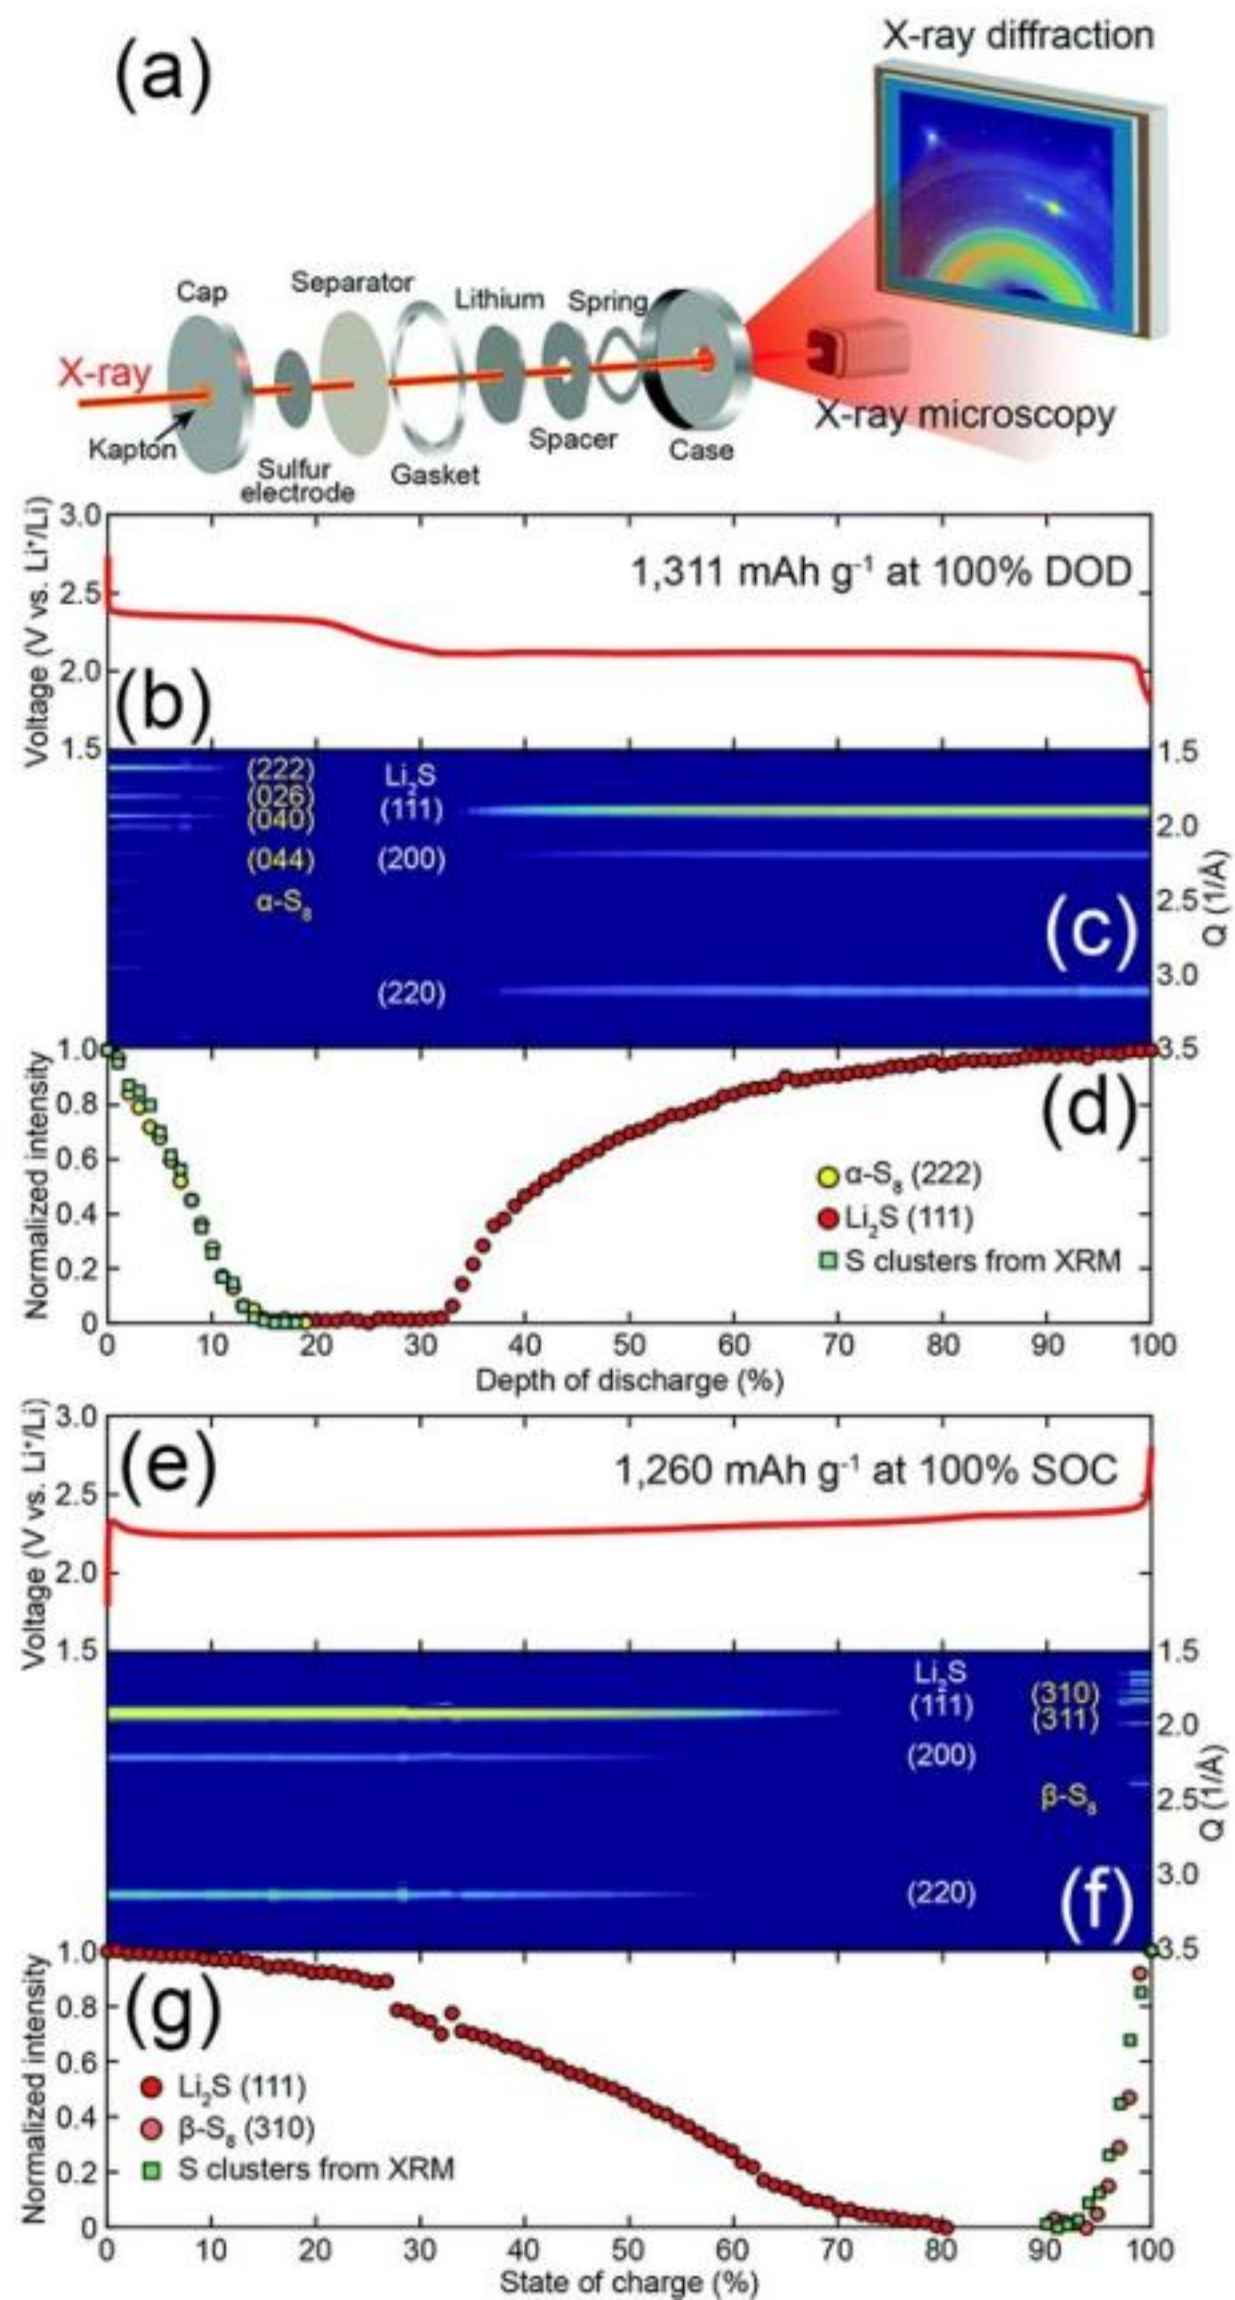 (a)
X-ray diffraction
Cap
Separator
Lithium
Spring
X-ray
Kapton
Sulfur
electrode
Gasket
Spacer
Case
X-ray microscopy
Voltage (V vs. Li⁺/Li)
3.0
2.5
2.0
1.5
1,311 mAh g⁻¹ at 100% DOD
(b)
(222)
(026)
(040)
(044)
α-S₈
Li₂S
(111)
(200)
(220)
(c)
1.5
2.0
2.5
3.0
3.5
Q (1/Å)
Normalized intensity
1.0
0.8
0.6
0.4
0.2
0
(d)
α-S₈ (222)
Li₂S (111)
S clusters from XRM
0 10 20 30 40 50 60 70 80 90 100
Depth of discharge (%)
Voltage (V vs. Li⁺/Li)
3.0
2.5
2.0
1.5
(e)
1,260 mAh g⁻¹ at 100% SOC
Li₂S
(111)
(200)
(220)
(310)
(311)
β-S₈
(f)
1.5
2.0
2.5
3.0
3.5
Q (1/Å)
Normalized intensity
1.0
0.8
0.6
0.4
0.2
0
(g)
Li₂S (111)
β-S₈ (310)
S clusters from XRM
0 10 20 30 40 50 60 70 80 90 100
State of charge (%)